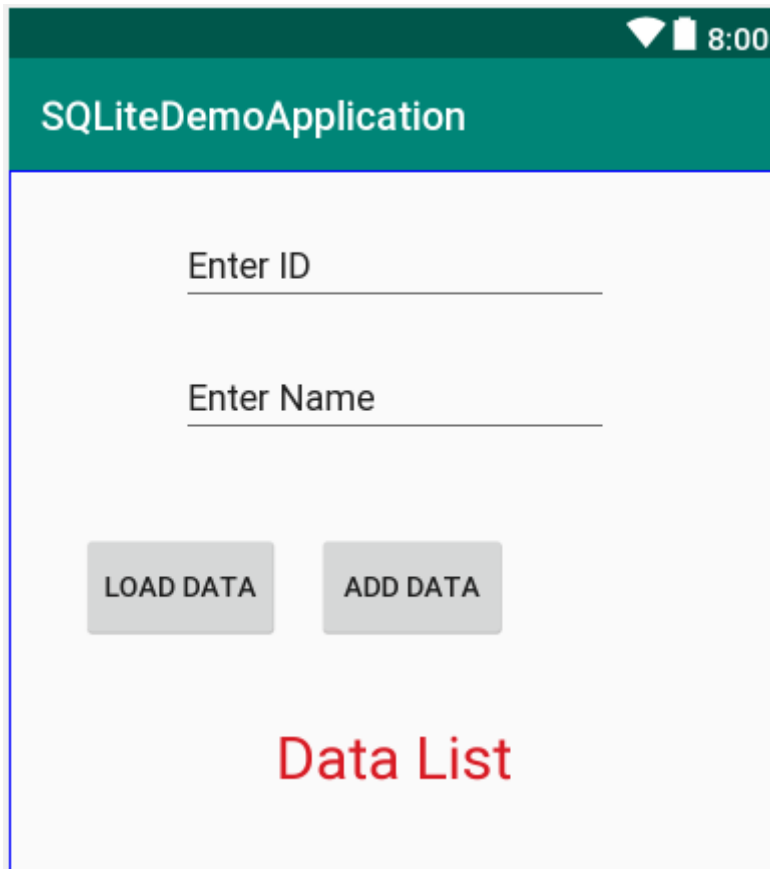 8:00
SQLiteDemoApplication
Enter ID
Enter Name
LOAD DATA ADD DATA
Data List